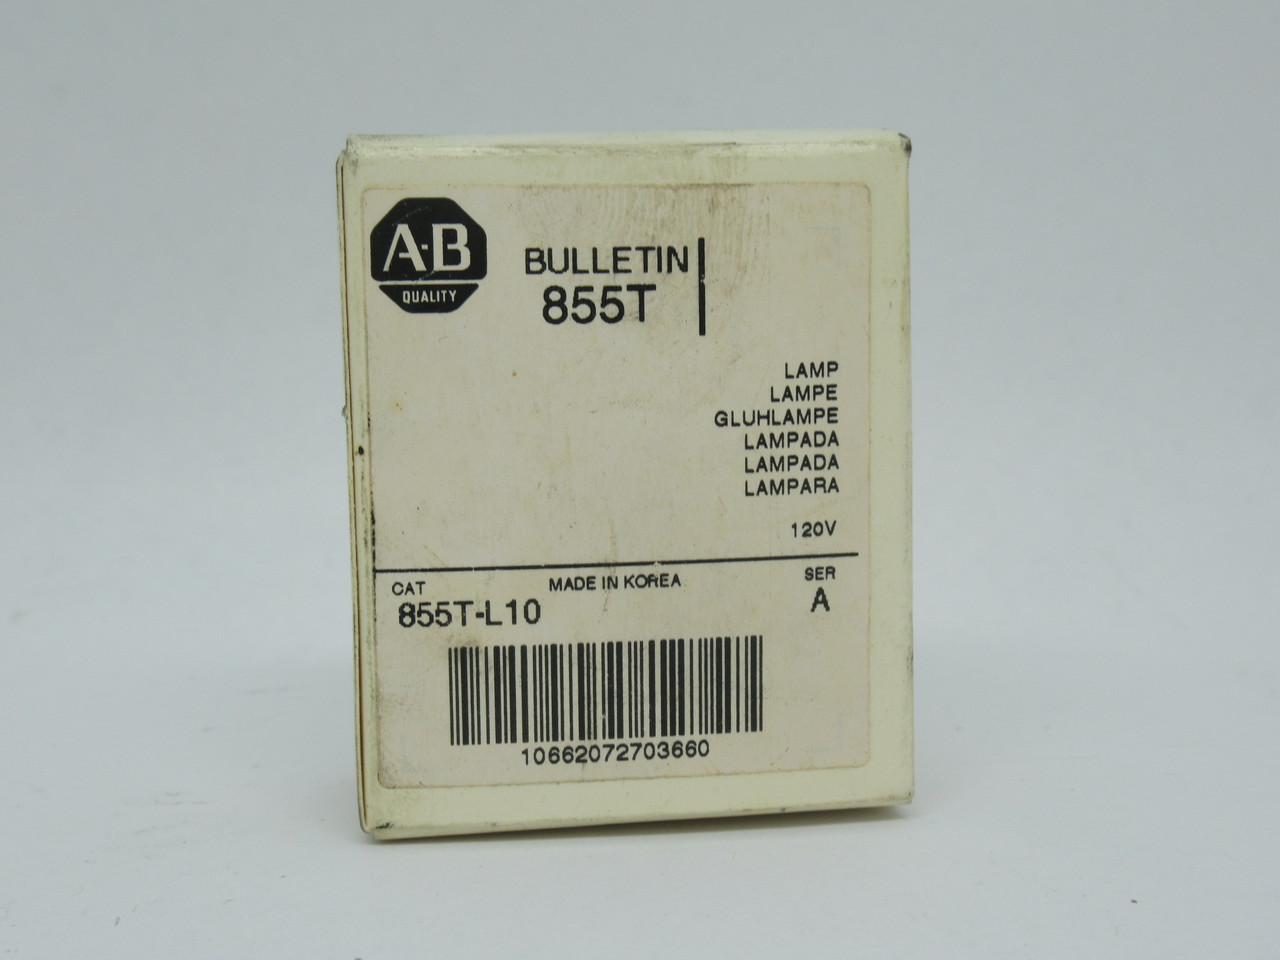 A-B
QUALITY
BULLETIN
855T
LAMP
LAMPE
GLUHLAMPE
LAMPADA
LAMPADA
LAMPARA
120V
CAT
MADE IN KOREA
SER
855T-L10
A
10662072703660